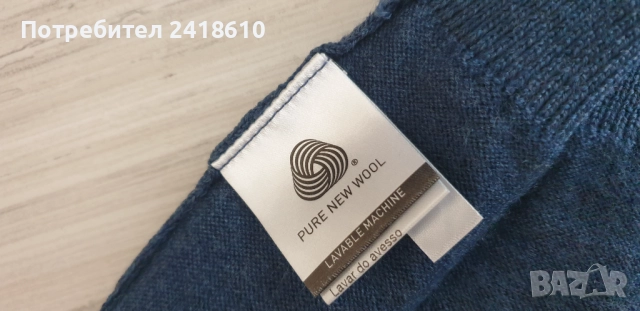 Потребител 2418610
®
PURE NEW WOOL
LAVABLE MACHINE
Lavar do avesso
BAZAR